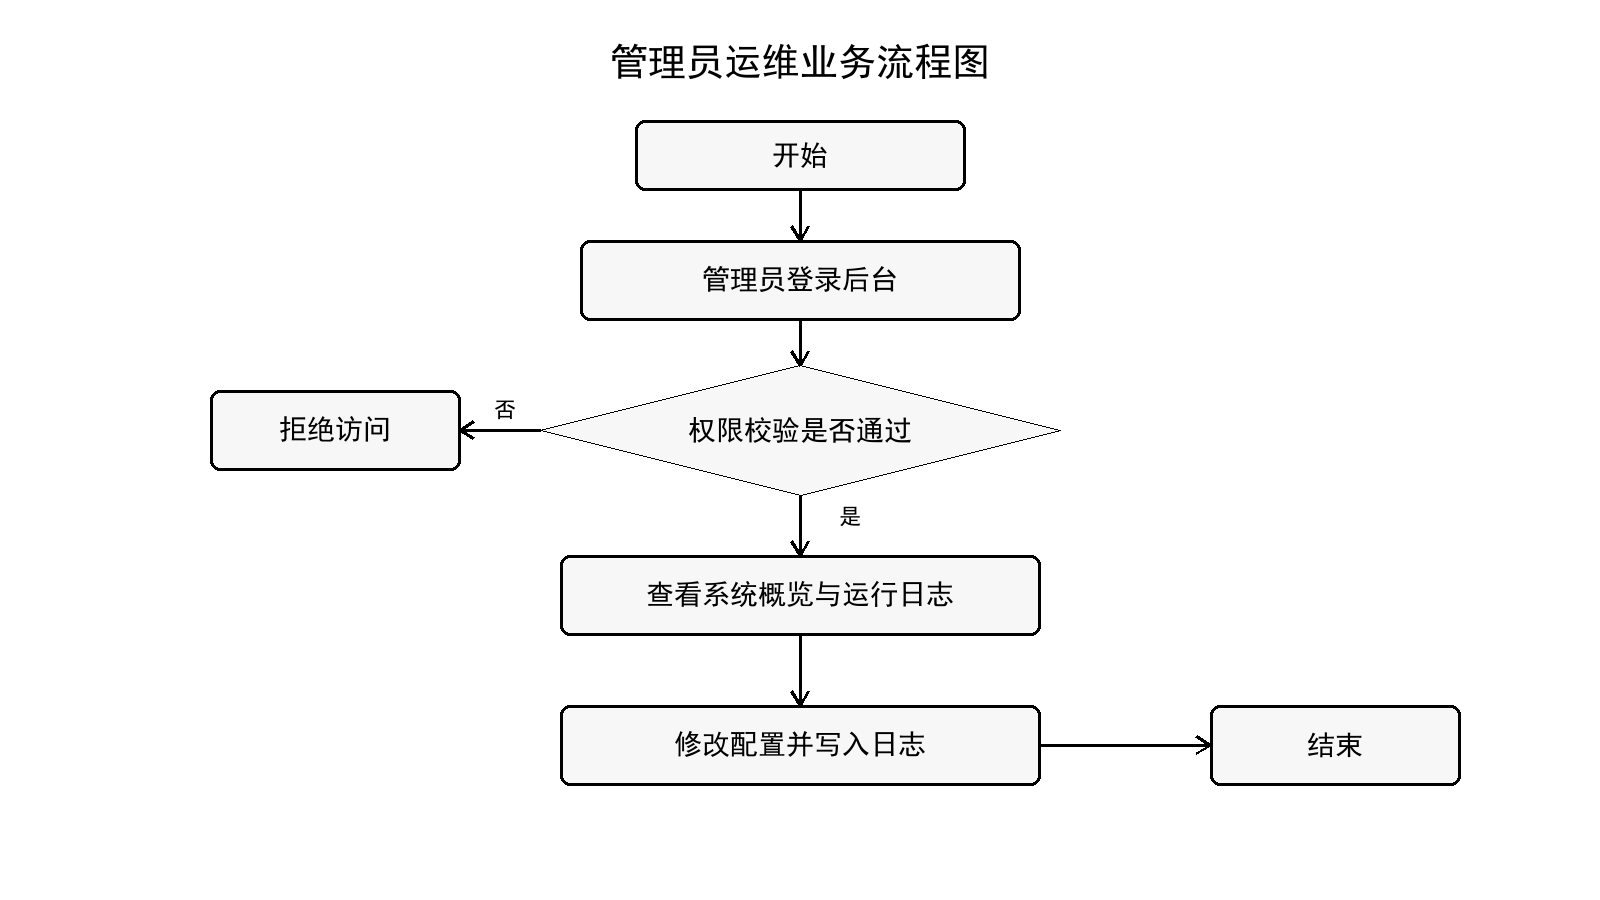 管理员运维业务流程图
开始
管理员登录后台
权限校验是否通过
否
拒绝访问
是
查看系统概览与运行日志
修改配置并写入日志
结束